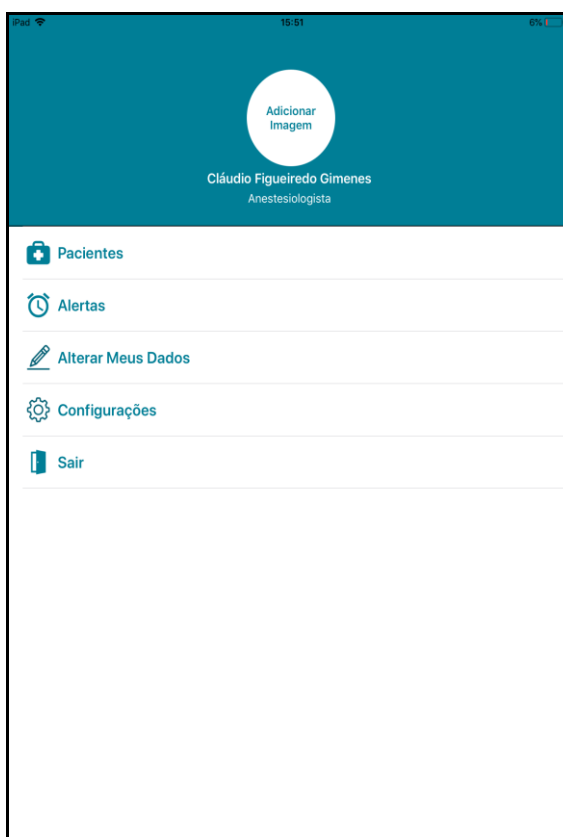 iPad 15:51 6%
Adicionar
Imagem
Cláudio Figueiredo Gimenes
Anestesiologista
Pacientes
Alertas
Alterar Meus Dados
Configurações
Sair